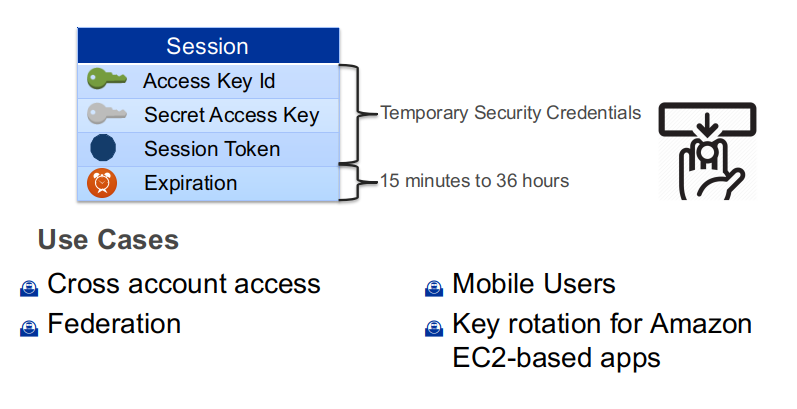 Session
Access Key Id
Secret Access Key
Session Token
Expiration
Temporary Security Credentials
15 minutes to 36 hours
Use Cases
Cross account access
Federation
Mobile Users
Key rotation for Amazon
EC2-based apps